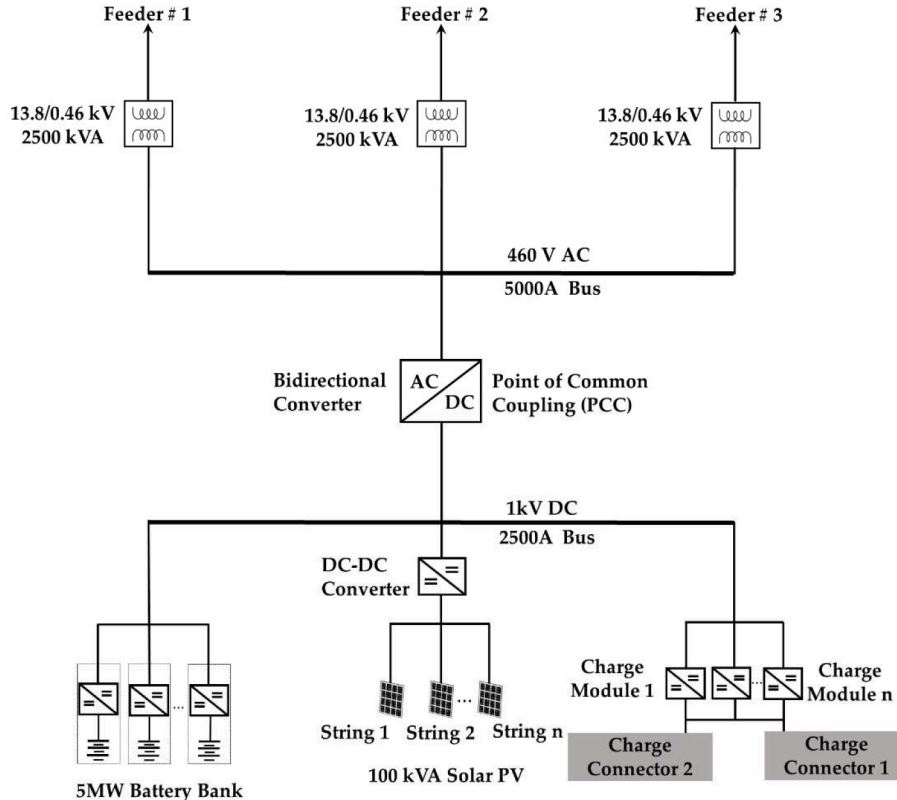 Feeder # 1
Feeder # 2
Feeder # 3
13.8/0.46 kV
2500 kVA
13.8/0.46 kV
2500 kVA
13.8/0.46 kV
2500 kVA
460 V AC
5000A Bus
Bidirectional
Converter
AC
DC
Point of Common
Coupling (PCC)
1kV DC
2500A Bus
DC-DC
Converter
Charge
Module 1
...
Charge
Module n
...
...
String 1
String 2
String n
Charge
Connector 2
Charge
Connector 1
100 kVA Solar PV
5MW Battery Bank